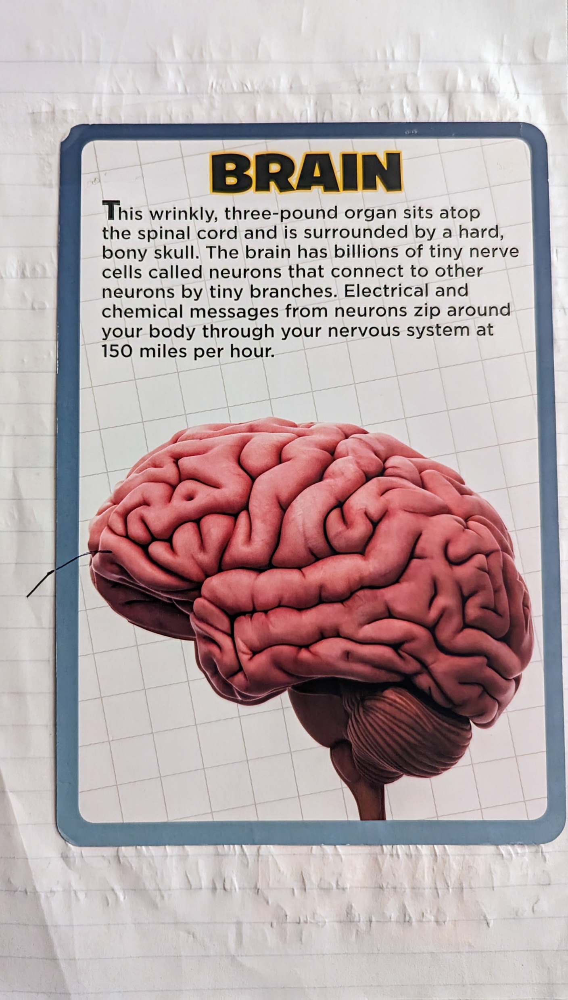 BRAIN
This wrinkly, three-pound organ sits atop
the spinal cord and is surrounded by a hard,
bony skull. The brain has billions of tiny nerve
cells called neurons that connect to other
neurons by tiny branches. Electrical and
chemical messages from neurons zip around
your body through your nervous system at
150 miles per hour.